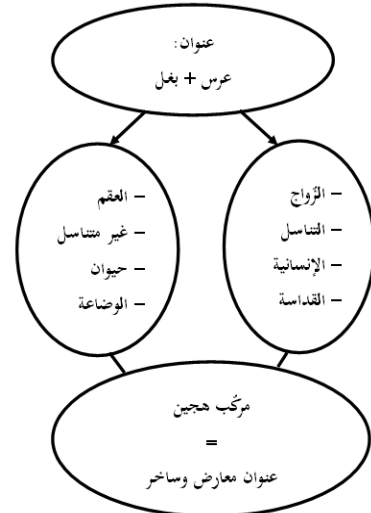 عنوان:
عرس + بغل
– الزّواج
– التناسل
– الإنسانية
– القداسة
– العقم
– غير متناسل
– حيوان
– الوضاعة
مركّب هجين
=
عنوان معارض وساخر